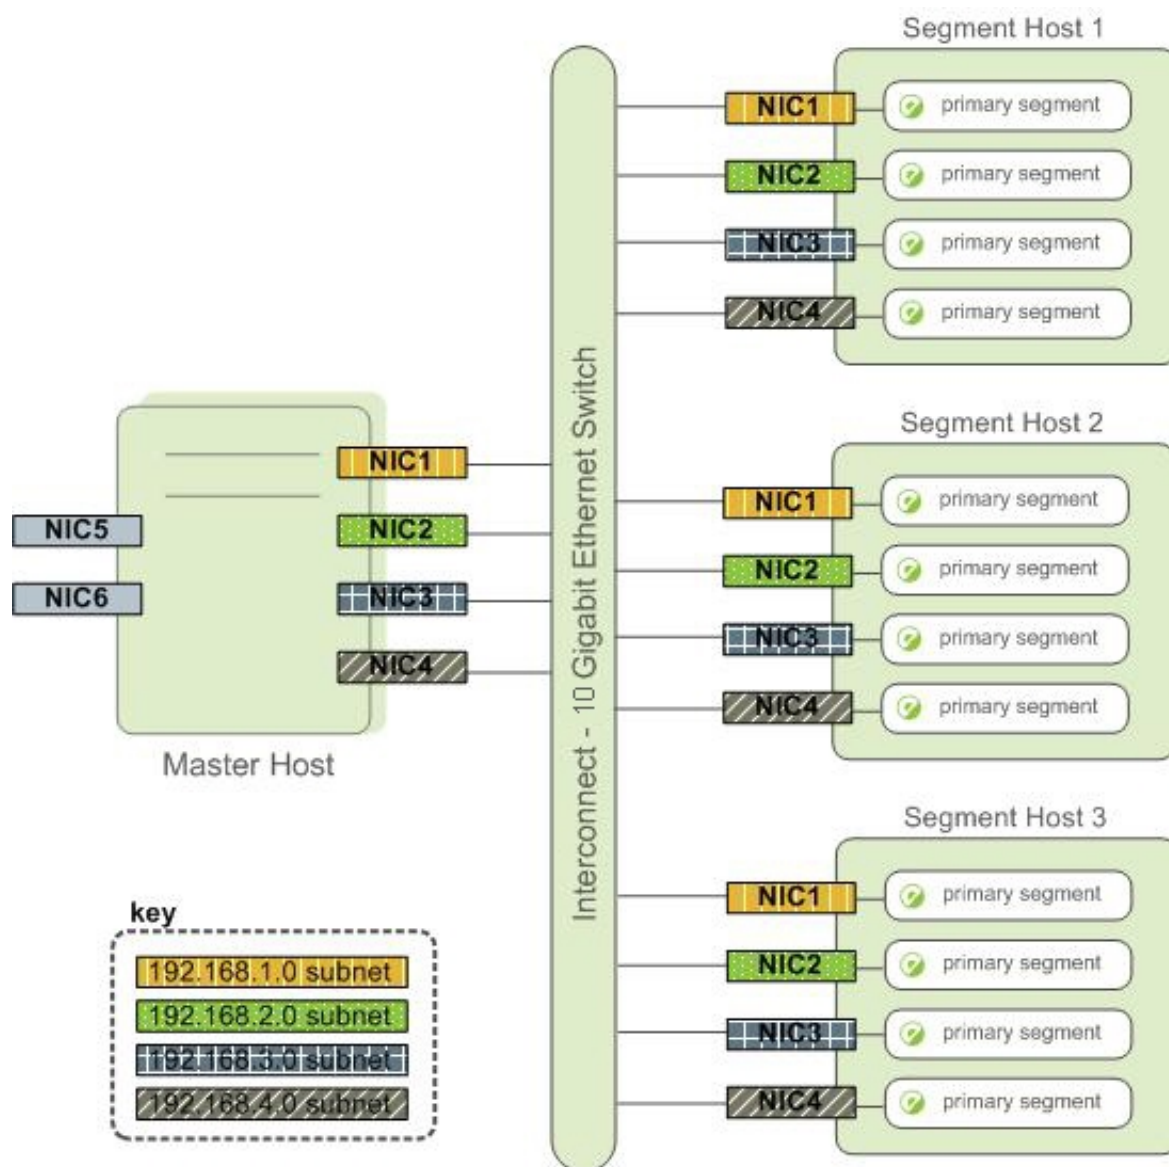 Segment Host 1
NIC1 primary segment
NIC2 primary segment
NIC3 primary segment
NIC4 primary segment
Interconnect - 10 Gigabit Ethernet Switch
NIC1
NIC5 NIC2
NIC6 NIC3
NIC4
Master Host
Segment Host 2
NIC1 primary segment
NIC2 primary segment
NIC3 primary segment
NIC4 primary segment
Segment Host 3
NIC1 primary segment
NIC2 primary segment
NIC3 primary segment
NIC4 primary segment
key
192.168.1.0 subnet
192.168.2.0 subnet
192.168.3.0 subnet
192.168.4.0 subnet